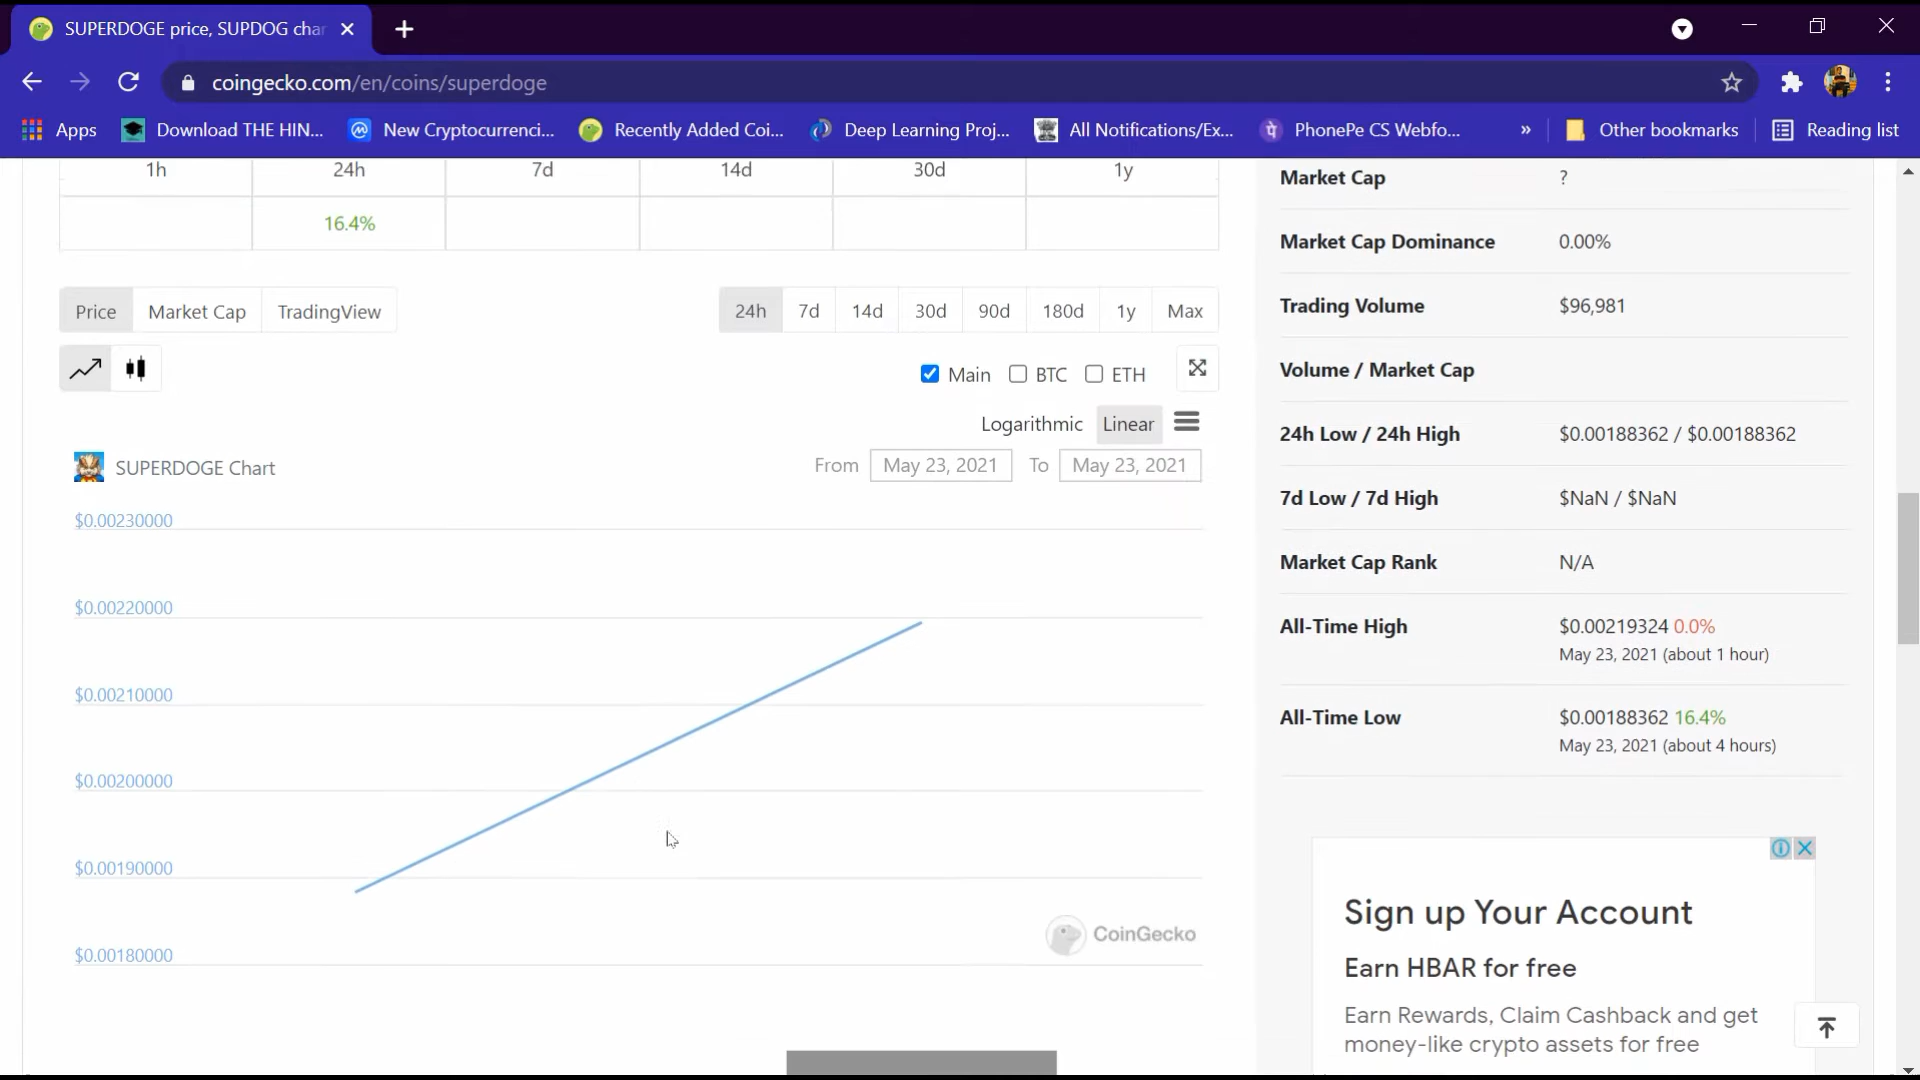 SUPERDOGE price, SUPDOG char
coingecko.com/en/coins/superdoge
Apps
Download THE HIN...
New Cryptocurrenci...
Recently Added Coi...
Deep Learning Proj...
All Notifications/Ex...
PhonePe CS Webfo...
»
Other bookmarks
Reading list
1h 24h 7d 14d 30d 1y
16.4%
Price Market Cap TradingView
24h 7d 14d 30d 90d 180d 1y Max
Main BTC ETH
Logarithmic Linear
SUPERDOGE Chart
From May 23, 2021 To May 23, 2021
$0.00230000
$0.00220000
$0.00210000
$0.00200000
$0.00190000
$0.00180000
CoinGecko
Market Cap ?
Market Cap Dominance 0.00%
Trading Volume $96,981
Volume / Market Cap
24h Low / 24h High $0.00188362 / $0.00188362
7d Low / 7d High $NaN / $NaN
Market Cap Rank N/A
All-Time High $0.00219324 0.0%
May 23, 2021 (about 1 hour)
All-Time Low $0.00188362 16.4%
May 23, 2021 (about 4 hours)
Sign up Your Account
Earn HBAR for free
Earn Rewards, Claim Cashback and get
money-like crypto assets for free